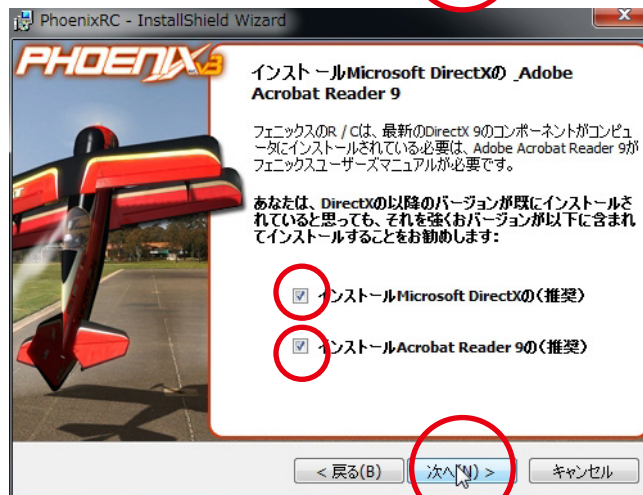 PhoenixRC - InstallShield Wizard
PHOENIX V3
インストールMicrosoft DirectXの _Adobe
Acrobat Reader 9
フェニックスのR / Cは、最新のDirectX 9のコンポーネントがコンピュ
ータにインストールされている必要は、Adobe Acrobat Reader 9が
フェニックスユーザーズマニュアルが必要です。
あなたは、DirectXの以降のバージョンが既にインストールさ
れていると思っても、それを強くおバージョンが以下に含まれ
てインストールすることをお勧めします:
インストールMicrosoft DirectXの(推奨)
インストールAcrobat Reader 9の(推奨)
< 戻る(B)
次へ(N) >
キャンセル